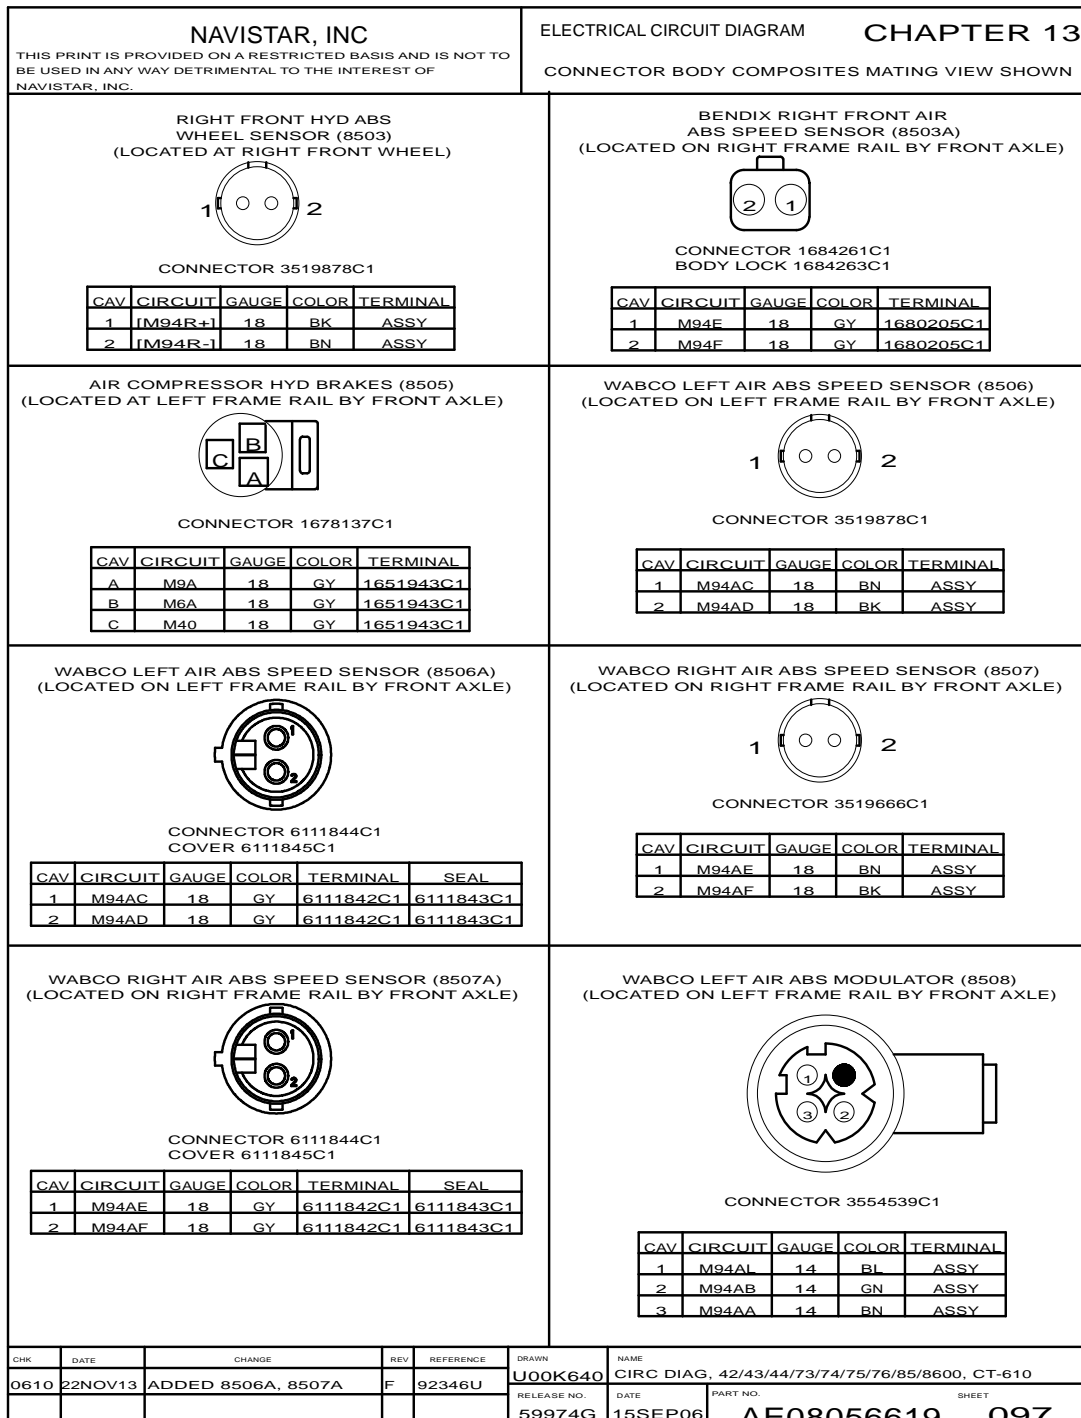 NAVISTAR, INC
THIS PRINT IS PROVIDED ON A RESTRICTED BASIS AND IS NOT TO
BE USED IN ANY WAY DETRIMENTAL TO THE INTEREST OF
NAVISTAR, INC.
ELECTRICAL CIRCUIT DIAGRAM CHAPTER 13
CONNECTOR BODY COMPOSITES MATING VIEW SHOWN
RIGHT FRONT HYD ABS
WHEEL SENSOR (8503)
(LOCATED AT RIGHT FRONT WHEEL)
1 2
CONNECTOR 3519878C1
CAV CIRCUIT GAUGE COLOR TERMINAL
1 [M94R+] 18 BK ASSY
2 [M94R-] 18 BN ASSY
BENDIX RIGHT FRONT AIR
ABS SPEED SENSOR (8503A)
(LOCATED ON RIGHT FRAME RAIL BY FRONT AXLE)
2 1
CONNECTOR 1684261C1
BODY LOCK 1684263C1
CAV CIRCUIT GAUGE COLOR TERMINAL
1 M94E 18 GY 1680205C1
2 M94F 18 GY 1680205C1
AIR COMPRESSOR HYD BRAKES (8505)
(LOCATED AT LEFT FRAME RAIL BY FRONT AXLE)
B
C
A
CONNECTOR 1678137C1
CAV CIRCUIT GAUGE COLOR TERMINAL
A M9A 18 GY 1651943C1
B M6A 18 GY 1651943C1
C M40 18 GY 1651943C1
WABCO LEFT AIR ABS SPEED SENSOR (8506)
(LOCATED ON LEFT FRAME RAIL BY FRONT AXLE)
1 2
CONNECTOR 3519878C1
CAV CIRCUIT GAUGE COLOR TERMINAL
1 M94AC 18 BN ASSY
2 M94AD 18 BK ASSY
WABCO LEFT AIR ABS SPEED SENSOR (8506A)
(LOCATED ON LEFT FRAME RAIL BY FRONT AXLE)
1
2
CONNECTOR 6111844C1
COVER 6111845C1
CAV CIRCUIT GAUGE COLOR TERMINAL SEAL
1 M94AC 18 GY 6111842C1 6111843C1
2 M94AD 18 GY 6111842C1 6111843C1
WABCO RIGHT AIR ABS SPEED SENSOR (8507)
(LOCATED ON RIGHT FRAME RAIL BY FRONT AXLE)
1 2
CONNECTOR 3519666C1
CAV CIRCUIT GAUGE COLOR TERMINAL
1 M94AE 18 BN ASSY
2 M94AF 18 BK ASSY
WABCO RIGHT AIR ABS SPEED SENSOR (8507A)
(LOCATED ON RIGHT FRAME RAIL BY FRONT AXLE)
1
2
CONNECTOR 6111844C1
COVER 6111845C1
CAV CIRCUIT GAUGE COLOR TERMINAL SEAL
1 M94AE 18 GY 6111842C1 6111843C1
2 M94AF 18 GY 6111842C1 6111843C1
WABCO LEFT AIR ABS MODULATOR (8508)
(LOCATED ON LEFT FRAME RAIL BY FRONT AXLE)
1
3 2
CONNECTOR 3554539C1
CAV CIRCUIT GAUGE COLOR TERMINAL
1 M94AL 14 BL ASSY
2 M94AB 14 GN ASSY
3 M94AA 14 BN ASSY
CHK DATE CHANGE REV REFERENCE
0610 22NOV13 ADDED 8506A, 8507A F 92346U
DRAWN NAME
U00K640 CIRC DIAG, 42/43/44/73/74/75/76/85/8600, CT-610
RELEASE NO. DATE PART NO. SHEET
59974G 15SEP06 AE08056619 097